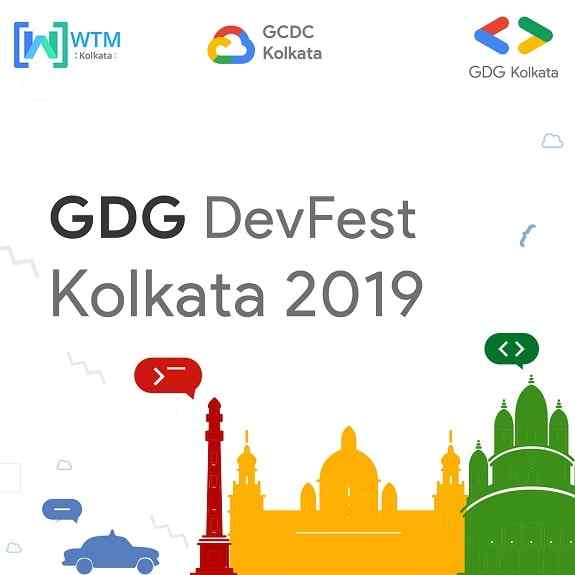 WTM
:Kolkata:
GCDC
Kolkata
GDG Kolkata
GDG DevFest
Kolkata 2019